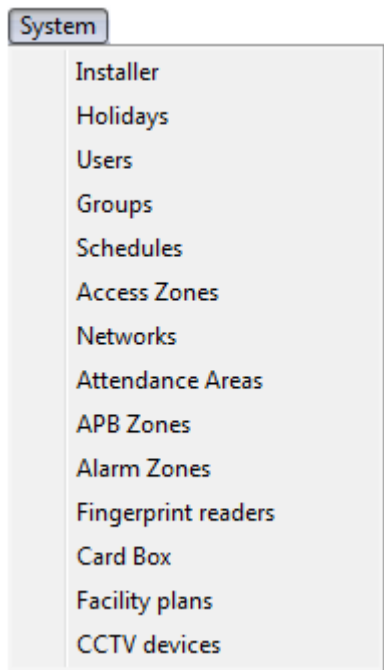 System
Installer
Holidays
Users
Groups
Schedules
Access Zones
Networks
Attendance Areas
APB Zones
Alarm Zones
Fingerprint readers
Card Box
Facility plans
CCTV devices